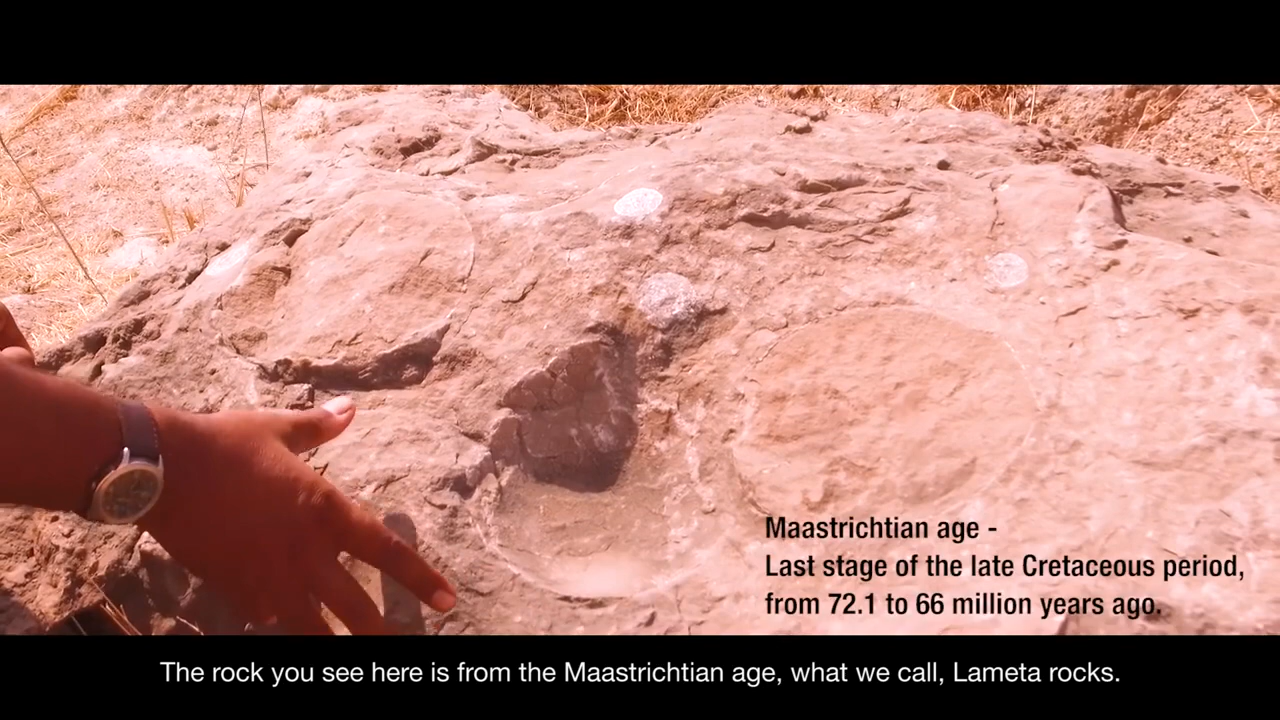 Maastrichtian age -
Last stage of the late Cretaceous period,
from 72.1 to 66 million years ago.
The rock you see here is from the Maastrichtian age, what we call, Lameta rocks.